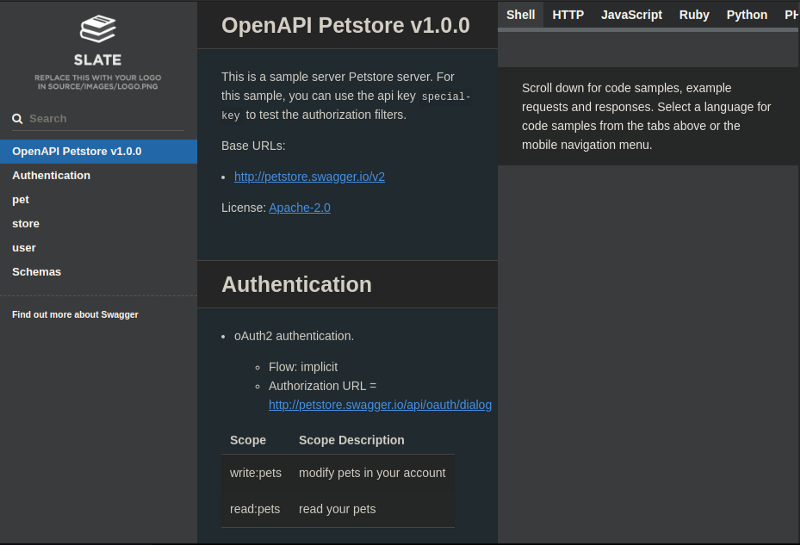 SLATE
REPLACE THIS WITH YOUR LOGO
IN SOURCE/IMAGES/LOGO.PNG
Search
OpenAPI Petstore v1.0.0
Authentication
pet
store
user
Schemas
Find out more about Swagger
OpenAPI Petstore v1.0.0
This is a sample server Petstore server. For
this sample, you can use the api key special-
key to test the authorization filters.
Base URLs:
• http://petstore.swagger.io/v2
License: Apache-2.0
Authentication
• oAuth2 authentication.
◦ Flow: implicit
◦ Authorization URL =
http://petstore.swagger.io/api/oauth/dialog
Scope Scope Description
write:pets modify pets in your account
read:pets read your pets
Shell HTTP JavaScript Ruby Python PH
Scroll down for code samples, example
requests and responses. Select a language for
code samples from the tabs above or the
mobile navigation menu.